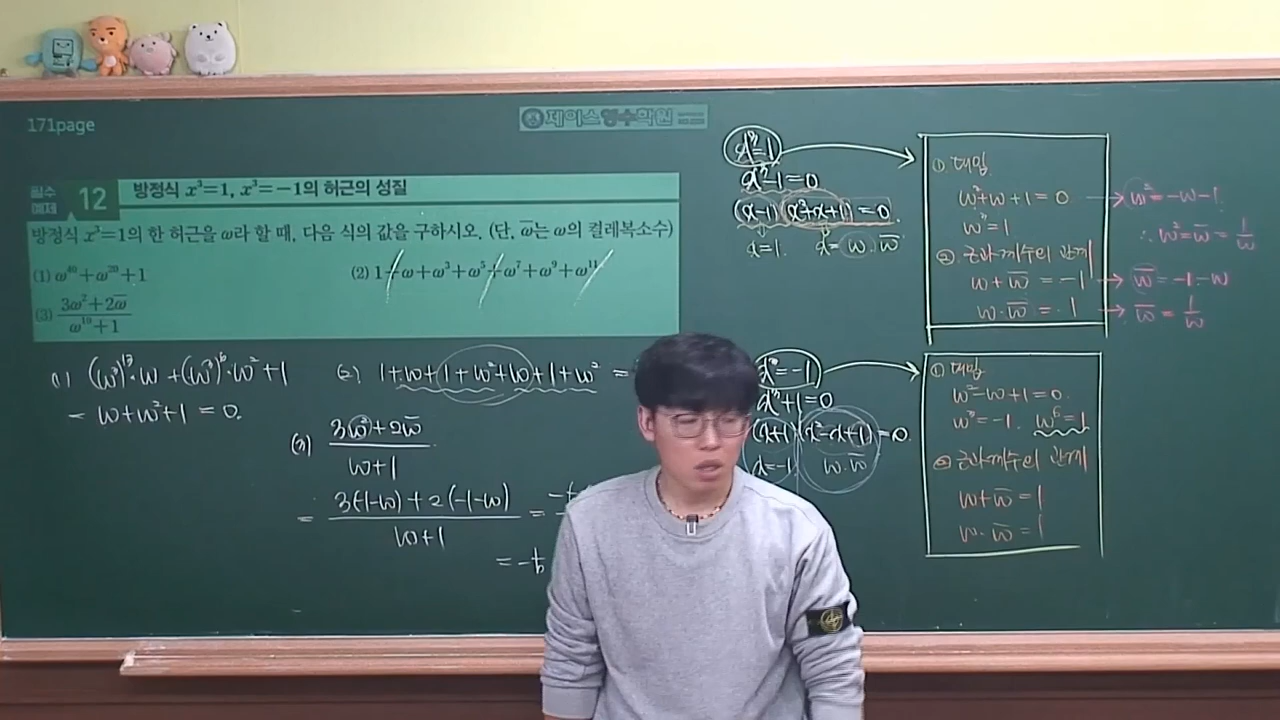 171page
제이스영수학원
필수 예제 12 방정식 x³=1, x³=-1의 허근의 성질
방정식 x³=1의 한 허근을 ω라 할 때, 다음 식의 값을 구하시오. (단, ω̅는 ω의 켤레복소수)
(1) ω⁴⁰+ω²⁰+1
(2) 1+ω+ω³+ω⁵+ω⁷+ω⁹+ω¹¹
(3) (3ω²+2ω̅)/(ω¹⁹+1)
(1) (ω³)¹³·ω+(ω³)⁶·ω²+1
= ω+ω²+1 = 0.
(2) 1+ω+1+ω²+ω+1+ω² =
(3) (3ω²+2ω̅)/(ω+1)
= (3(-1-ω)+2(-1-ω))/(ω+1) =
= -5
x³=1
x³-1=0
(x-1)(x²+x+1)=0.
x=1. x=ω.ω̅
① 대입
ω²+ω+1=0
ω³=1
② 근과계수의 관계
ω+ω̅=-1
ω·ω̅=1
ω²=-ω-1
∴ ω²=ω̅=1/ω
ω̅=-1-ω
ω̅=1/ω
x³=-1
x³+1=0
(x+1)(x²-x+1)=0
x=-1. ω.ω̅
① 대입
ω²-ω+1=0.
ω³=-1. ω⁶=1
② 근과계수의 관계
ω+ω̅=1
ω·ω̅=1